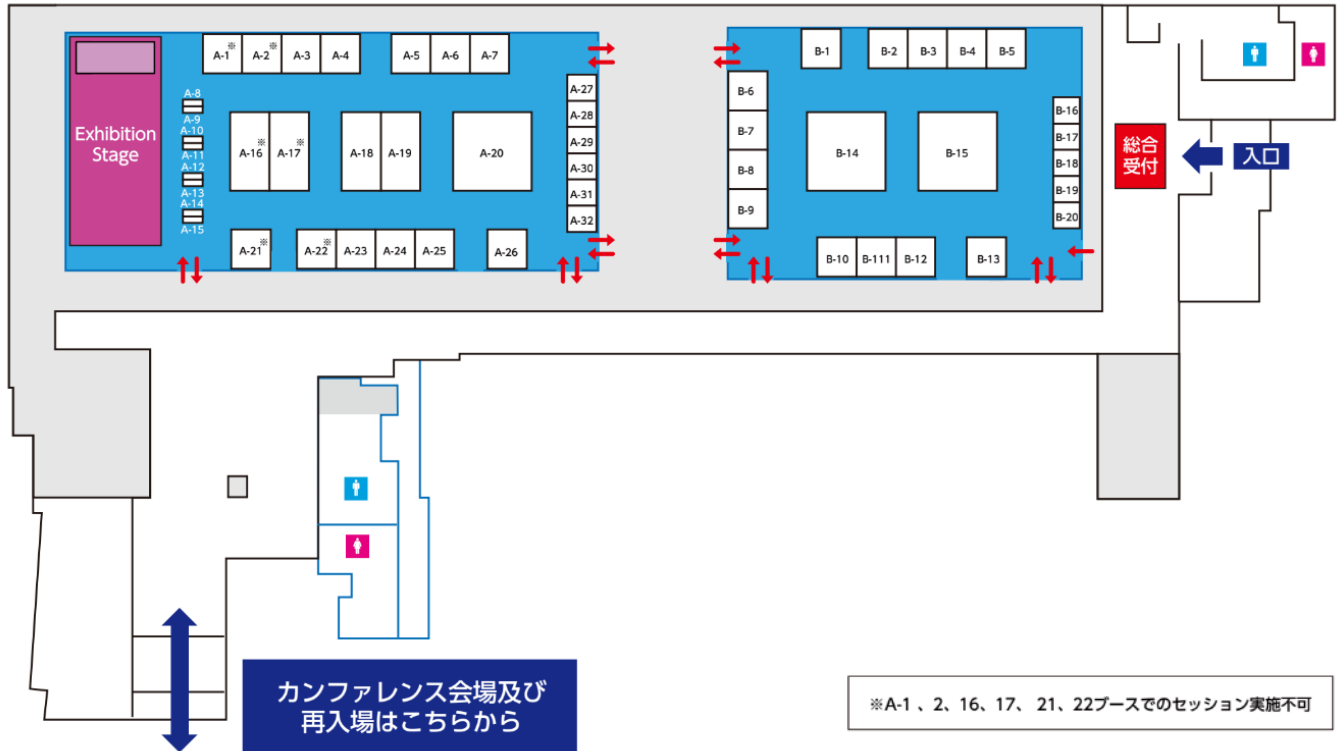 Exhibition
Stage
A-1※
A-2※
A-3
A-4
A-5
A-6
A-7
A-8
A-9
A-10
A-11
A-12
A-13
A-14
A-15
A-16※
A-17※
A-18
A-19
A-20
A-21※
A-22※
A-23
A-24
A-25
A-26
A-27
A-28
A-29
A-30
A-31
A-32
B-1
B-2
B-3
B-4
B-5
B-6
B-7
B-8
B-9
B-14
B-15
B-16
B-17
B-18
B-19
B-20
B-10
B-111
B-12
B-13
総合
受付
入口
カンファレンス会場及び
再入場はこちらから
※A-1 、2、16、17、 21、22ブースでのセッション実施不可